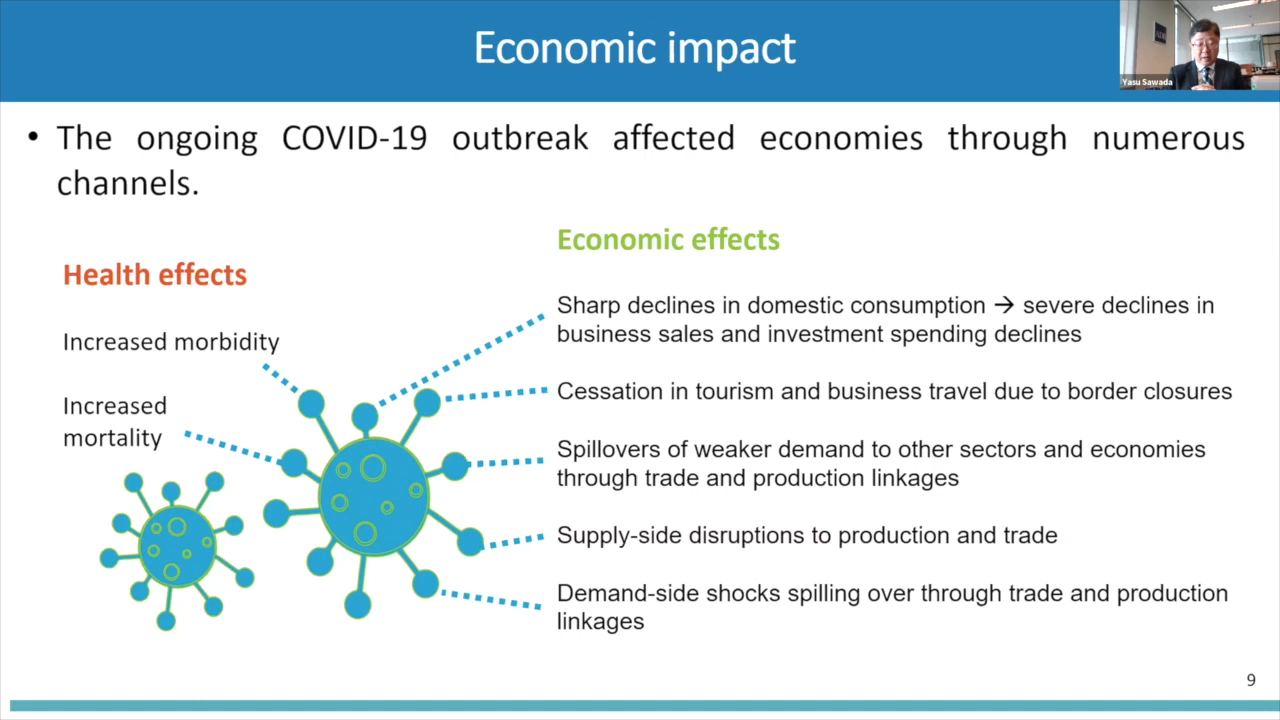 Economic impact
Yasu Sawada
• The ongoing COVID-19 outbreak affected economies through numerous
channels.
Health effects
Increased morbidity
Increased
mortality
Economic effects
Sharp declines in domestic consumption → severe declines in
business sales and investment spending declines
Cessation in tourism and business travel due to border closures
Spillovers of weaker demand to other sectors and economies
through trade and production linkages
Supply-side disruptions to production and trade
Demand-side shocks spilling over through trade and production
linkages
9